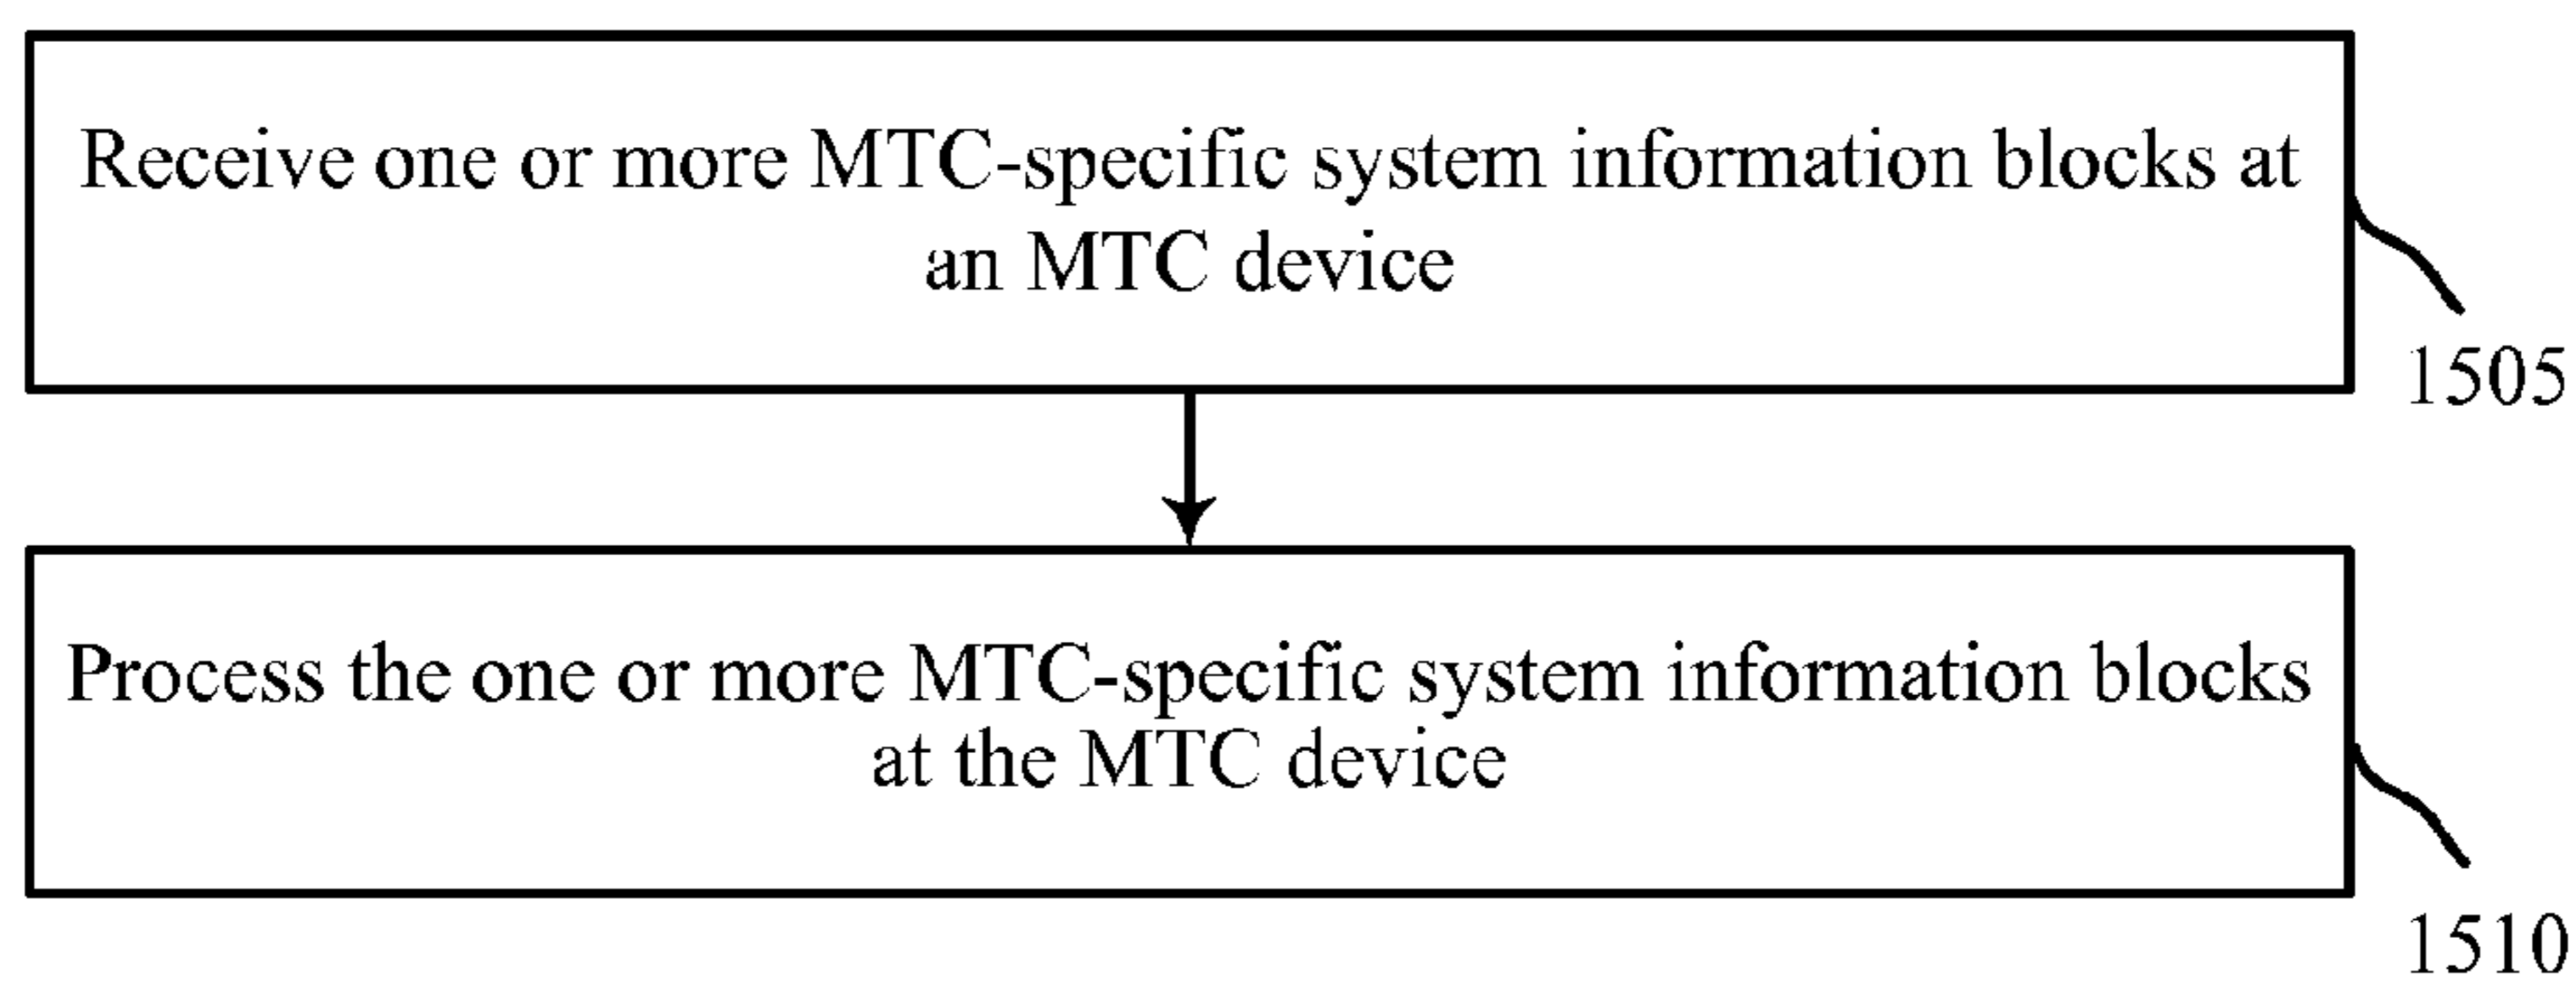 Receive one or more MTC-specific system information blocks at
an MTC device
1505
Process the one or more MTC-specific system information blocks
at the MTC device
1510